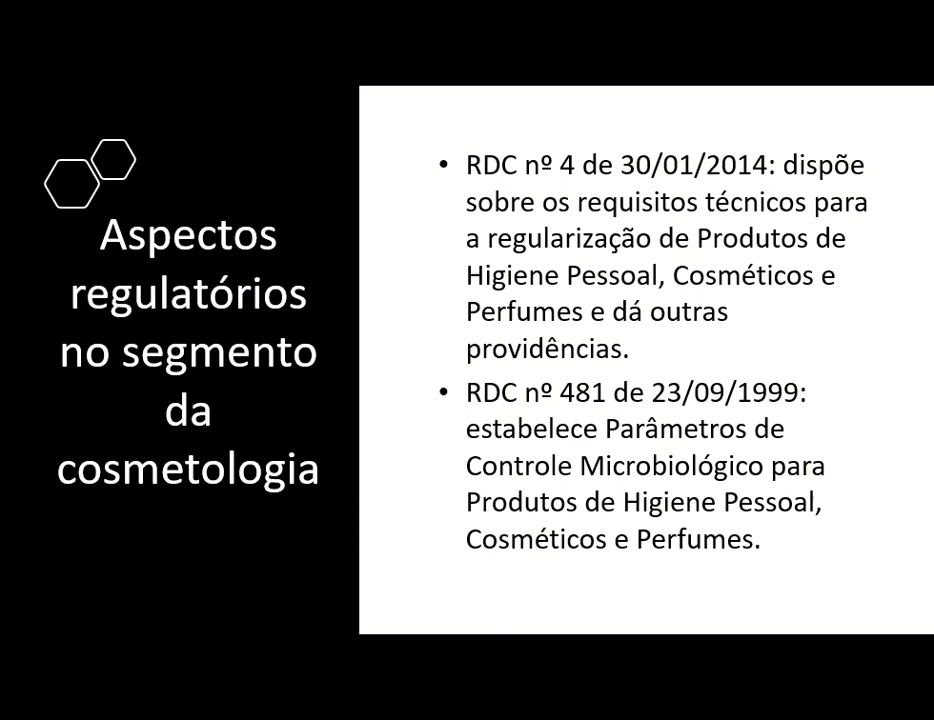 Aspectos
regulatórios
no segmento
da
cosmetologia
• RDC nº 4 de 30/01/2014: dispõe
sobre os requisitos técnicos para
a regularização de Produtos de
Higiene Pessoal, Cosméticos e
Perfumes e dá outras
providências.
• RDC nº 481 de 23/09/1999:
estabelece Parâmetros de
Controle Microbiológico para
Produtos de Higiene Pessoal,
Cosméticos e Perfumes.